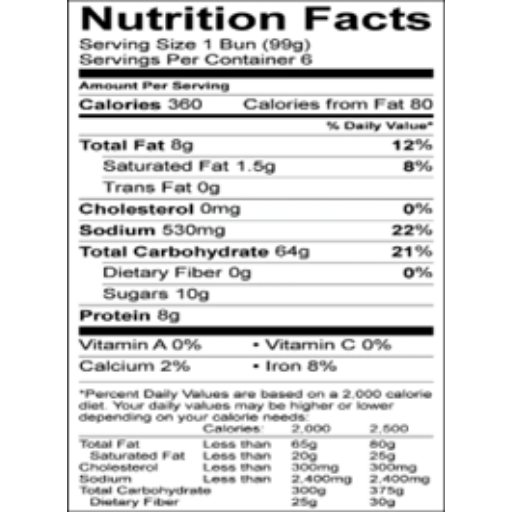 Nutrition Facts
Serving Size 1 Bun (99g)
Servings Per Container 6
Amount Per Serving
Calories 360 Calories from Fat 80
% Daily Value*
Total Fat 8g 12%
Saturated Fat 1.5g 8%
Trans Fat 0g
Cholesterol 0mg 0%
Sodium 530mg 22%
Total Carbohydrate 64g 21%
Dietary Fiber 0g 0%
Sugars 10g
Protein 8g
Vitamin A 0% • Vitamin C 0%
Calcium 2% • Iron 8%
*Percent Daily Values are based on a 2,000 calorie
diet. Your daily values may be higher or lower
depending on your calorie needs:
Calories: 2,000 2,500
Total Fat Less than 65g 80g
Saturated Fat Less than 20g 25g
Cholesterol Less than 300mg 300mg
Sodium Less than 2,400mg 2,400mg
Total Carbohydrate 300g 375g
Dietary Fiber 25g 30g